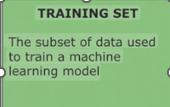 TRAINING SET
The subset of data used
to train a machine
learning model